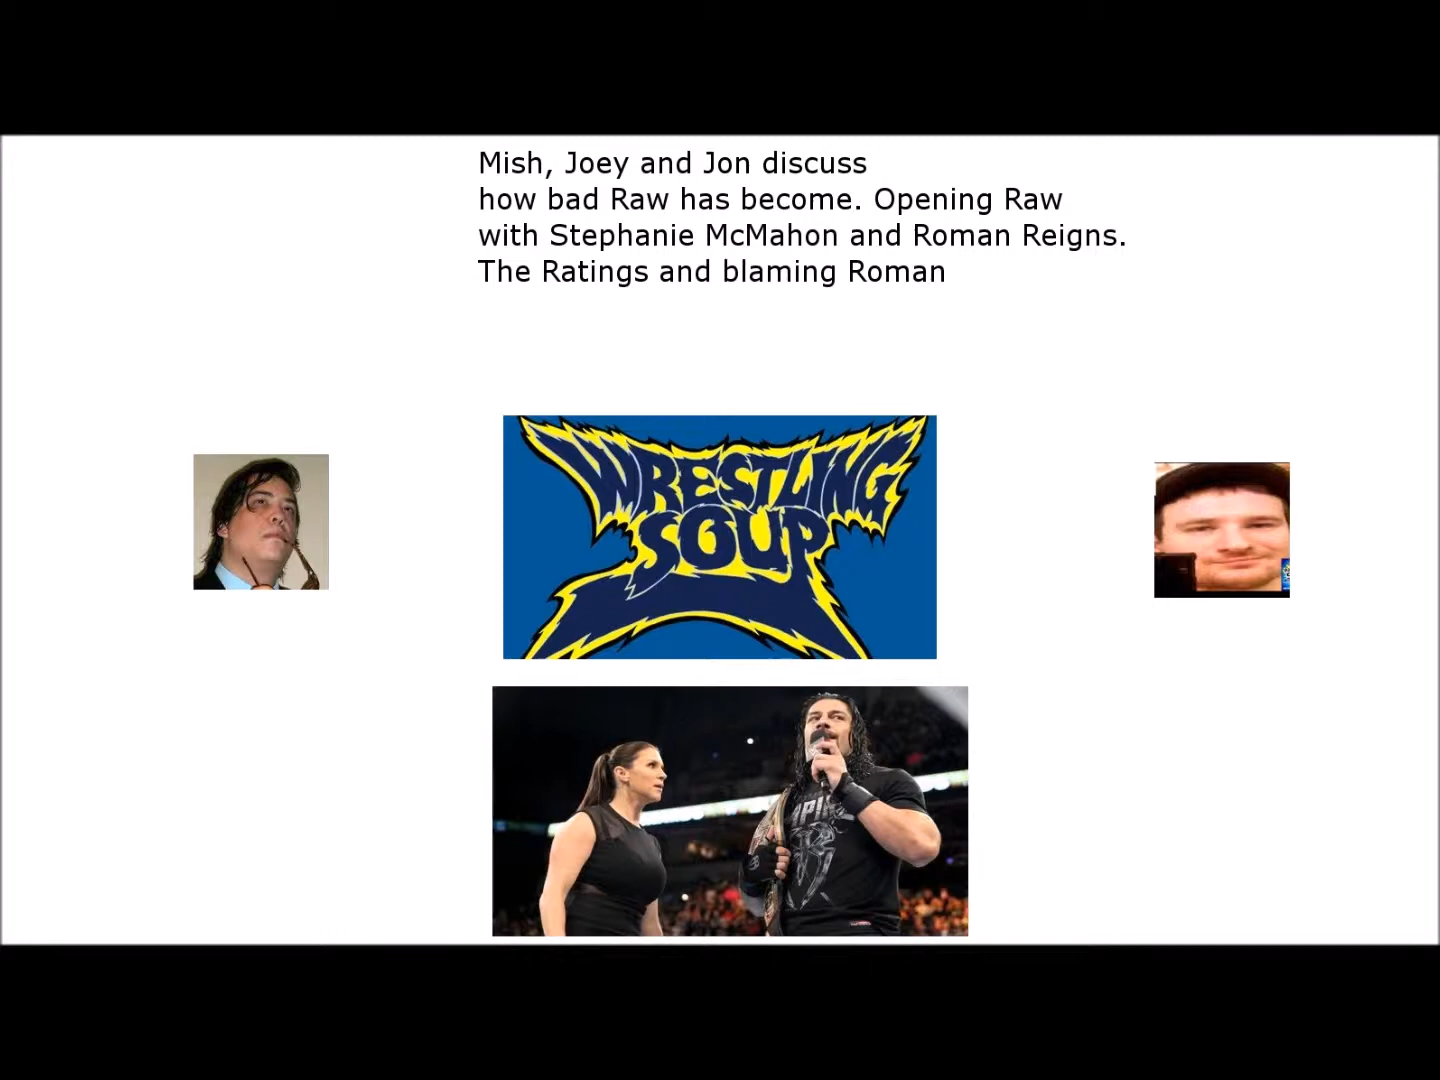 Mish, Joey and Jon discuss
how bad Raw has become. Opening Raw
with Stephanie McMahon and Roman Reigns.
The Ratings and blaming Roman
WRESTLING
SOUP